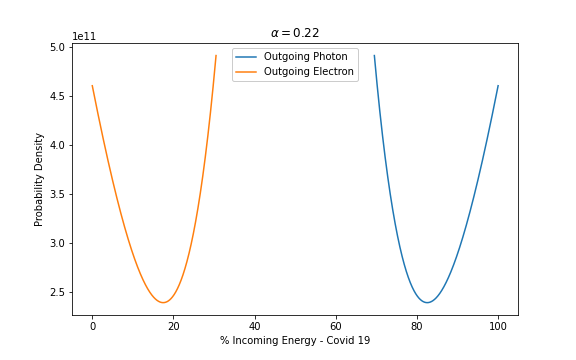 α = 0.22
1e11
5.0
4.5
4.0
3.5
3.0
2.5
Probability Density
Outgoing Photon
Outgoing Electron
0 20 40 60 80 100
% Incoming Energy - Covid 19